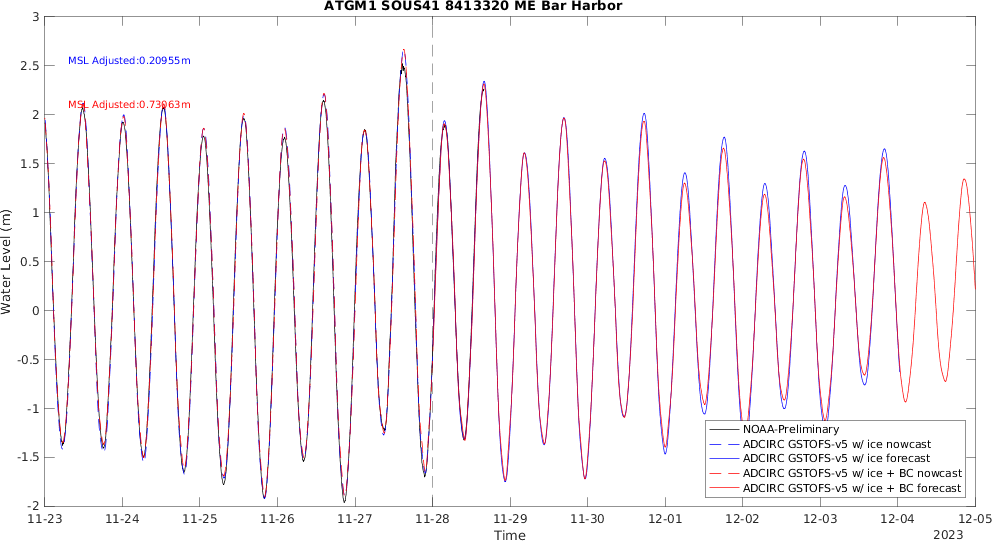 ATGM1 SOUS41 8413320 ME Bar Harbor
MSL Adjusted:0.20955m
MSL Adjusted:0.73063m
Water Level (m)
3
2.5
2
1.5
1
0.5
0
-0.5
-1
-1.5
-2
NOAA-Preliminary
ADCIRC GSTOFS-v5 w/ ice nowcast
ADCIRC GSTOFS-v5 w/ ice forecast
ADCIRC GSTOFS-v5 w/ ice + BC nowcast
ADCIRC GSTOFS-v5 w/ ice + BC forecast
11-23 11-24 11-25 11-26 11-27 11-28 11-29 11-30 12-01 12-02 12-03 12-04 12-05
Time
2023